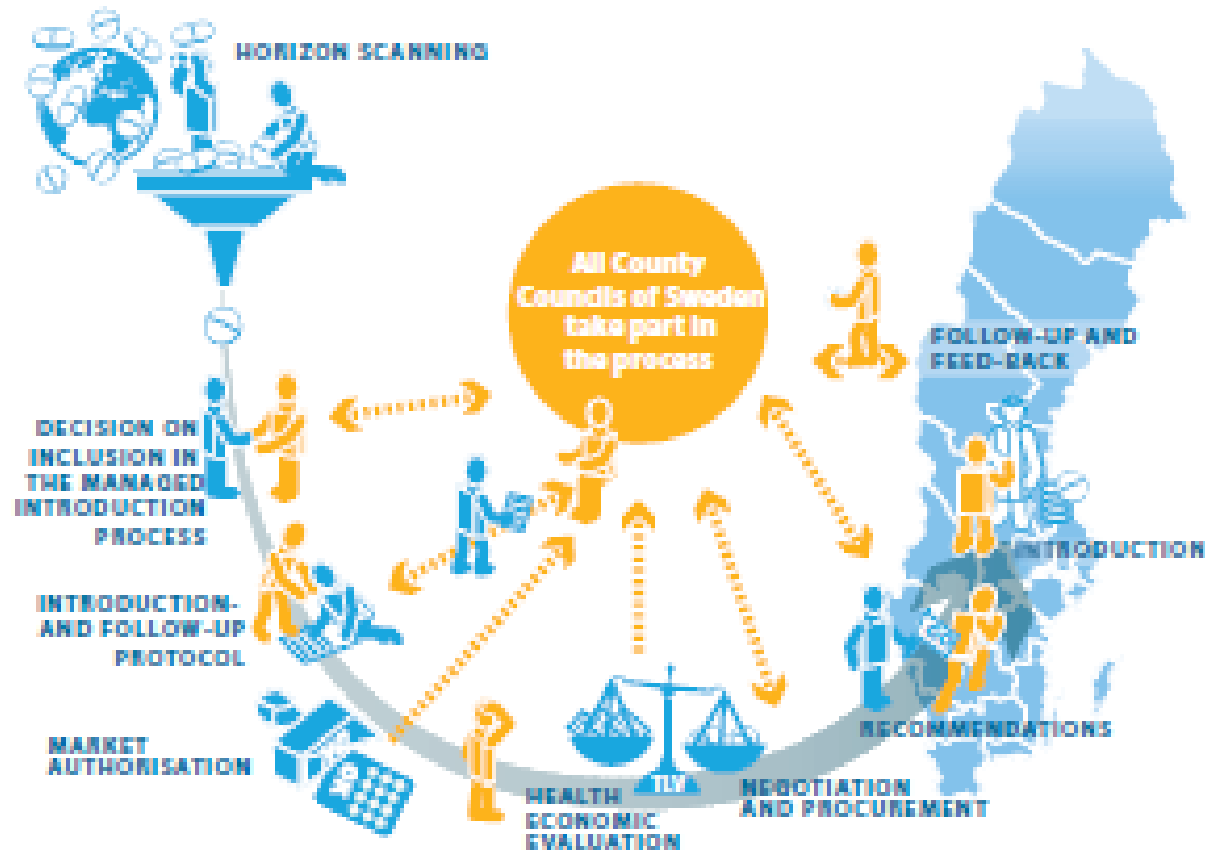 HORIZON SCANNING
All County
Councils of Sweden
take part in
the process
FOLLOW-UP AND
FEED-BACK
DECISION ON
INCLUSION IN
THE MANAGED
INTRODUCTION
PROCESS
INTRODUCTION
INTRODUCTION-
AND FOLLOW-UP
PROTOCOL
RECOMMENDATIONS
MARKET
AUTHORISATION
TLV
NEGOTIATION
AND PROCUREMENT
HEALTH
ECONOMIC
EVALUATION